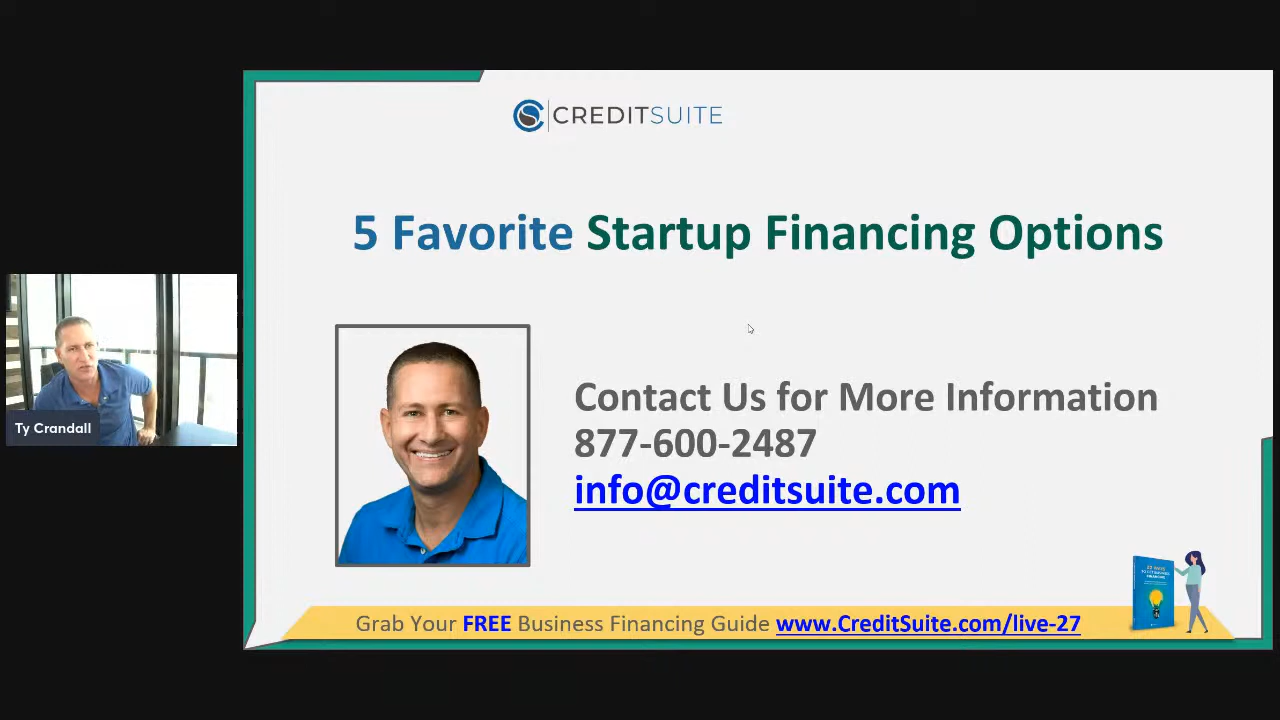 CREDITSUITE
5 Favorite Startup Financing Options
Ty Crandall
Contact Us for More Information
877-600-2487
info@creditsuite.com
Grab Your FREE Business Financing Guide www.CreditSuite.com/live-27